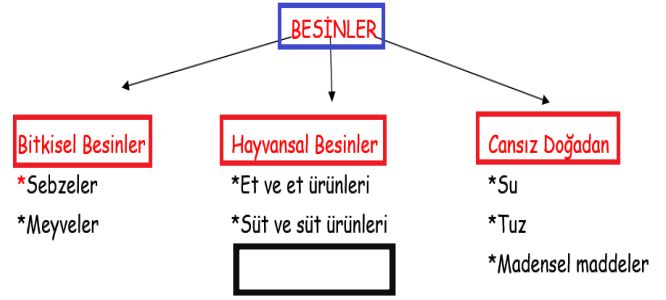 BESİNLER
Bitkisel Besinler
*Sebzeler
*Meyveler
Hayvansal Besinler
*Et ve et ürünleri
*Süt ve süt ürünleri
Cansız Doğadan
*Su
*Tuz
*Madensel maddeler